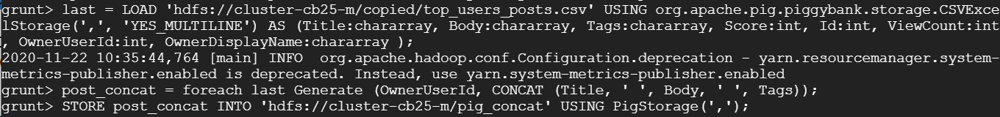 grunt> last = LOAD 'hdfs://cluster-cb25-m/copied/top_users_posts.csv' USING org.apache.pig.piggybank.storage.CSVExce
lStorage(',', 'YES_MULTILINE') AS (Title:chararray, Body:chararray, Tags:chararray, Score:int, Id:int, ViewCount:int
, OwnerUserId:int, OwnerDisplayName:chararray );
2020-11-22 10:35:44,764 [main] INFO  org.apache.hadoop.conf.Configuration.deprecation - yarn.resourcemanager.system-
metrics-publisher.enabled is deprecated. Instead, use yarn.system-metrics-publisher.enabled
grunt> post_concat = foreach last Generate (OwnerUserId, CONCAT (Title, ' ', Body, ' ', Tags));
grunt> STORE post_concat INTO 'hdfs://cluster-cb25-m/pig_concat' USING PigStorage(',');